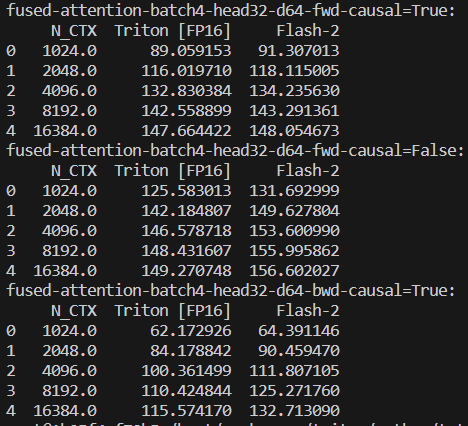 fused-attention-batch4-head32-d64-fwd-causal=True:
     N_CTX  Triton [FP16]     Flash-2
0   1024.0      89.059153   91.307013
1   2048.0     116.019710  118.115005
2   4096.0     132.830384  134.235630
3   8192.0     142.558899  143.291361
4  16384.0     147.664422  148.054673
fused-attention-batch4-head32-d64-fwd-causal=False:
     N_CTX  Triton [FP16]     Flash-2
0   1024.0     125.583013  131.692999
1   2048.0     142.184807  149.627804
2   4096.0     146.578718  153.600990
3   8192.0     148.431607  155.995862
4  16384.0     149.270748  156.602027
fused-attention-batch4-head32-d64-bwd-causal=True:
     N_CTX  Triton [FP16]     Flash-2
0   1024.0      62.172926   64.391146
1   2048.0      84.178842   90.459470
2   4096.0     100.361499  111.807105
3   8192.0     110.424844  125.271760
4  16384.0     115.574170  132.713090